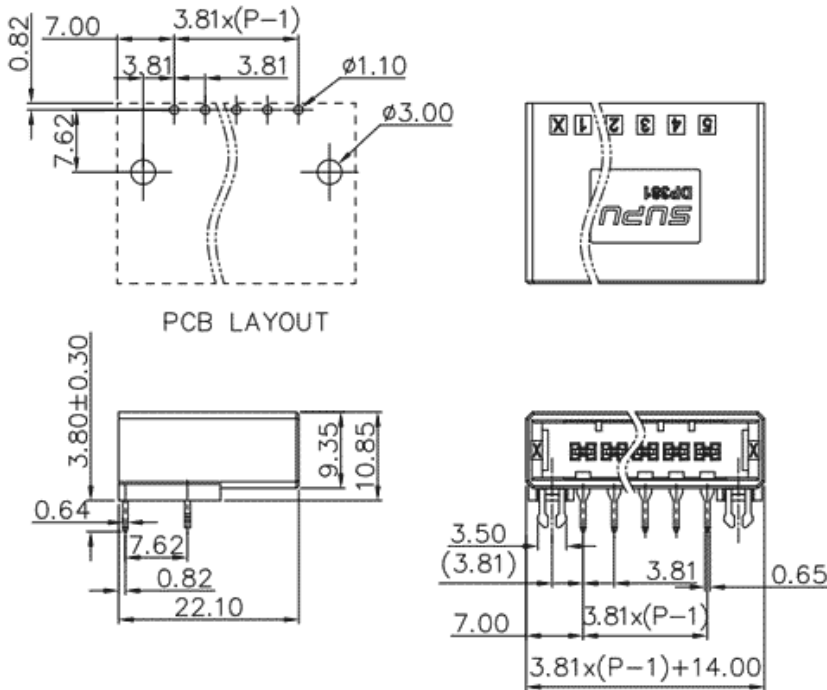 7.00
3.81x(P-1)
0.82
3.81
3.81
ø1.10
ø3.00
7.62
PCB LAYOUT
X 1 2 3 4 5
DP381
SUPU
3.80±0.30
9.35
10.85
0.64
7.62
0.82
22.10
X
X
3.50
(3.81)
3.81
0.65
7.00
3.81x(P-1)
3.81x(P-1)+14.00